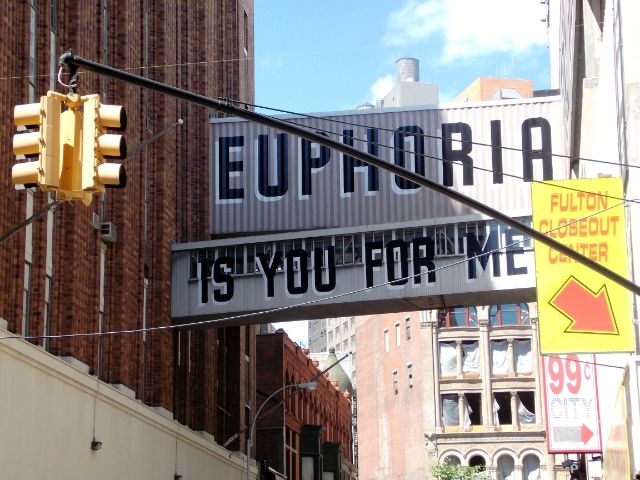 EUPHORIA
IS YOU FOR ME
FULTON
CLOSEOUT
CENTER
99¢
CITY